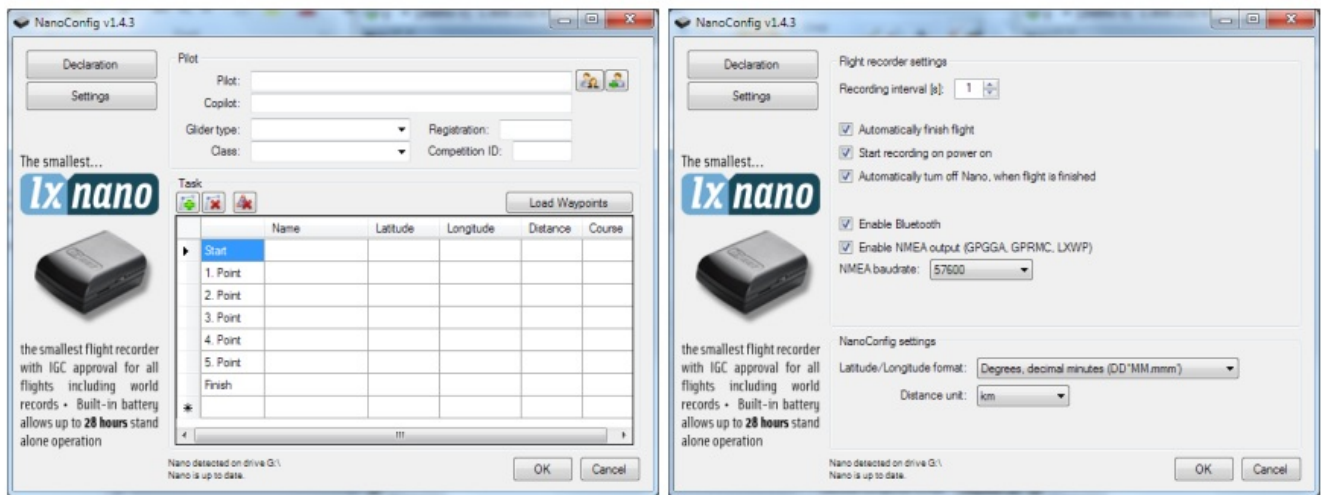 NanoConfig v1.4.3
Declaration
Settings
The smallest...
lx nano
the smallest flight recorder
with IGC approval for all
flights including world
records • Built-in battery
allows up to 28 hours stand
alone operation
Pilot
Pilot:
Copilot:
Glider type:
Registration:
Class:
Competition ID:
Task
Load Waypoints
Name Latitude Longitude Distance Course
Start
1. Point
2. Point
3. Point
4. Point
5. Point
Finish
Nano detected on drive G:\
Nano is up to date.
OK Cancel
NanoConfig v1.4.3
Declaration
Settings
The smallest...
lx nano
the smallest flight recorder
with IGC approval for all
flights including world
records • Built-in battery
allows up to 28 hours stand
alone operation
Flight recorder settings
Recording interval [s]: 1
Automatically finish flight
Start recording on power on
Automatically turn off Nano, when flight is finished
Enable Bluetooth
Enable NMEA output (GPGGA, GPRMC, LXWP)
NMEA baudrate: 57600
NanoConfig settings
Latitude/Longitude format: Degrees, decimal minutes (DD°MM.mmm')
Distance unit: km
Nano detected on drive G:\
Nano is up to date.
OK Cancel